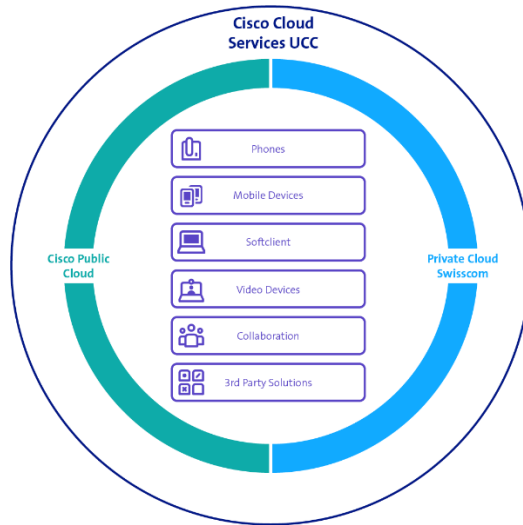 Cisco Cloud
Services UCC
Phones
Mobile Devices
Softclient
Cisco Public
Cloud
Private Cloud
Swisscom
Video Devices
Collaboration
3rd Party Solutions